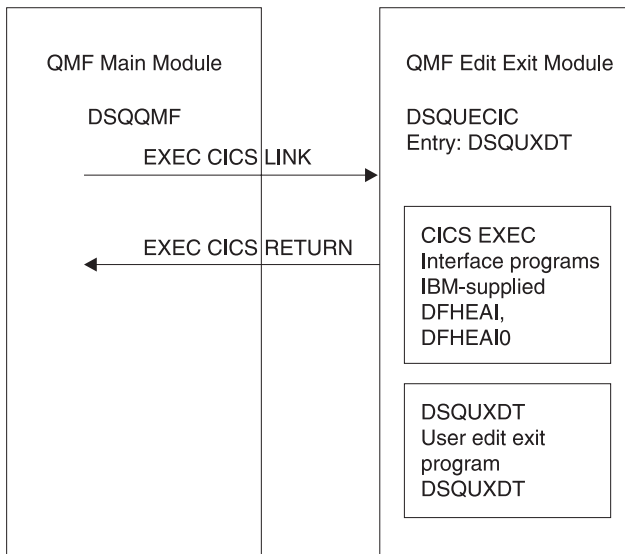 QMF Main Module
DSQQMF
EXEC CICS LINK
EXEC CICS RETURN
QMF Edit Exit Module
DSQUECIC
Entry: DSQUXDT
CICS EXEC
Interface programs
IBM-supplied
DFHEAI,
DFHEAI0
DSQUXDT
User edit exit
program
DSQUXDT